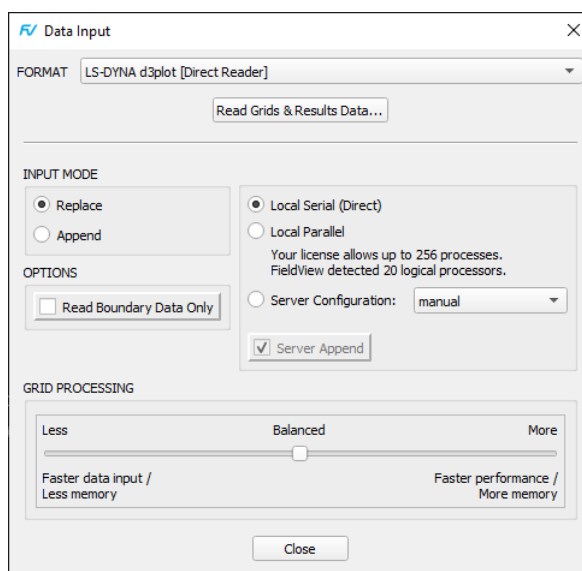 FV Data Input
FORMAT LS-DYNA d3plot [Direct Reader]
Read Grids & Results Data...
INPUT MODE
Replace
Append
OPTIONS
Read Boundary Data Only
Local Serial (Direct)
Local Parallel
Your license allows up to 256 processes.
FieldView detected 20 logical processors.
Server Configuration: manual
Server Append
GRID PROCESSING
Less Balanced More
Faster data input / Faster performance /
Less memory More memory
Close